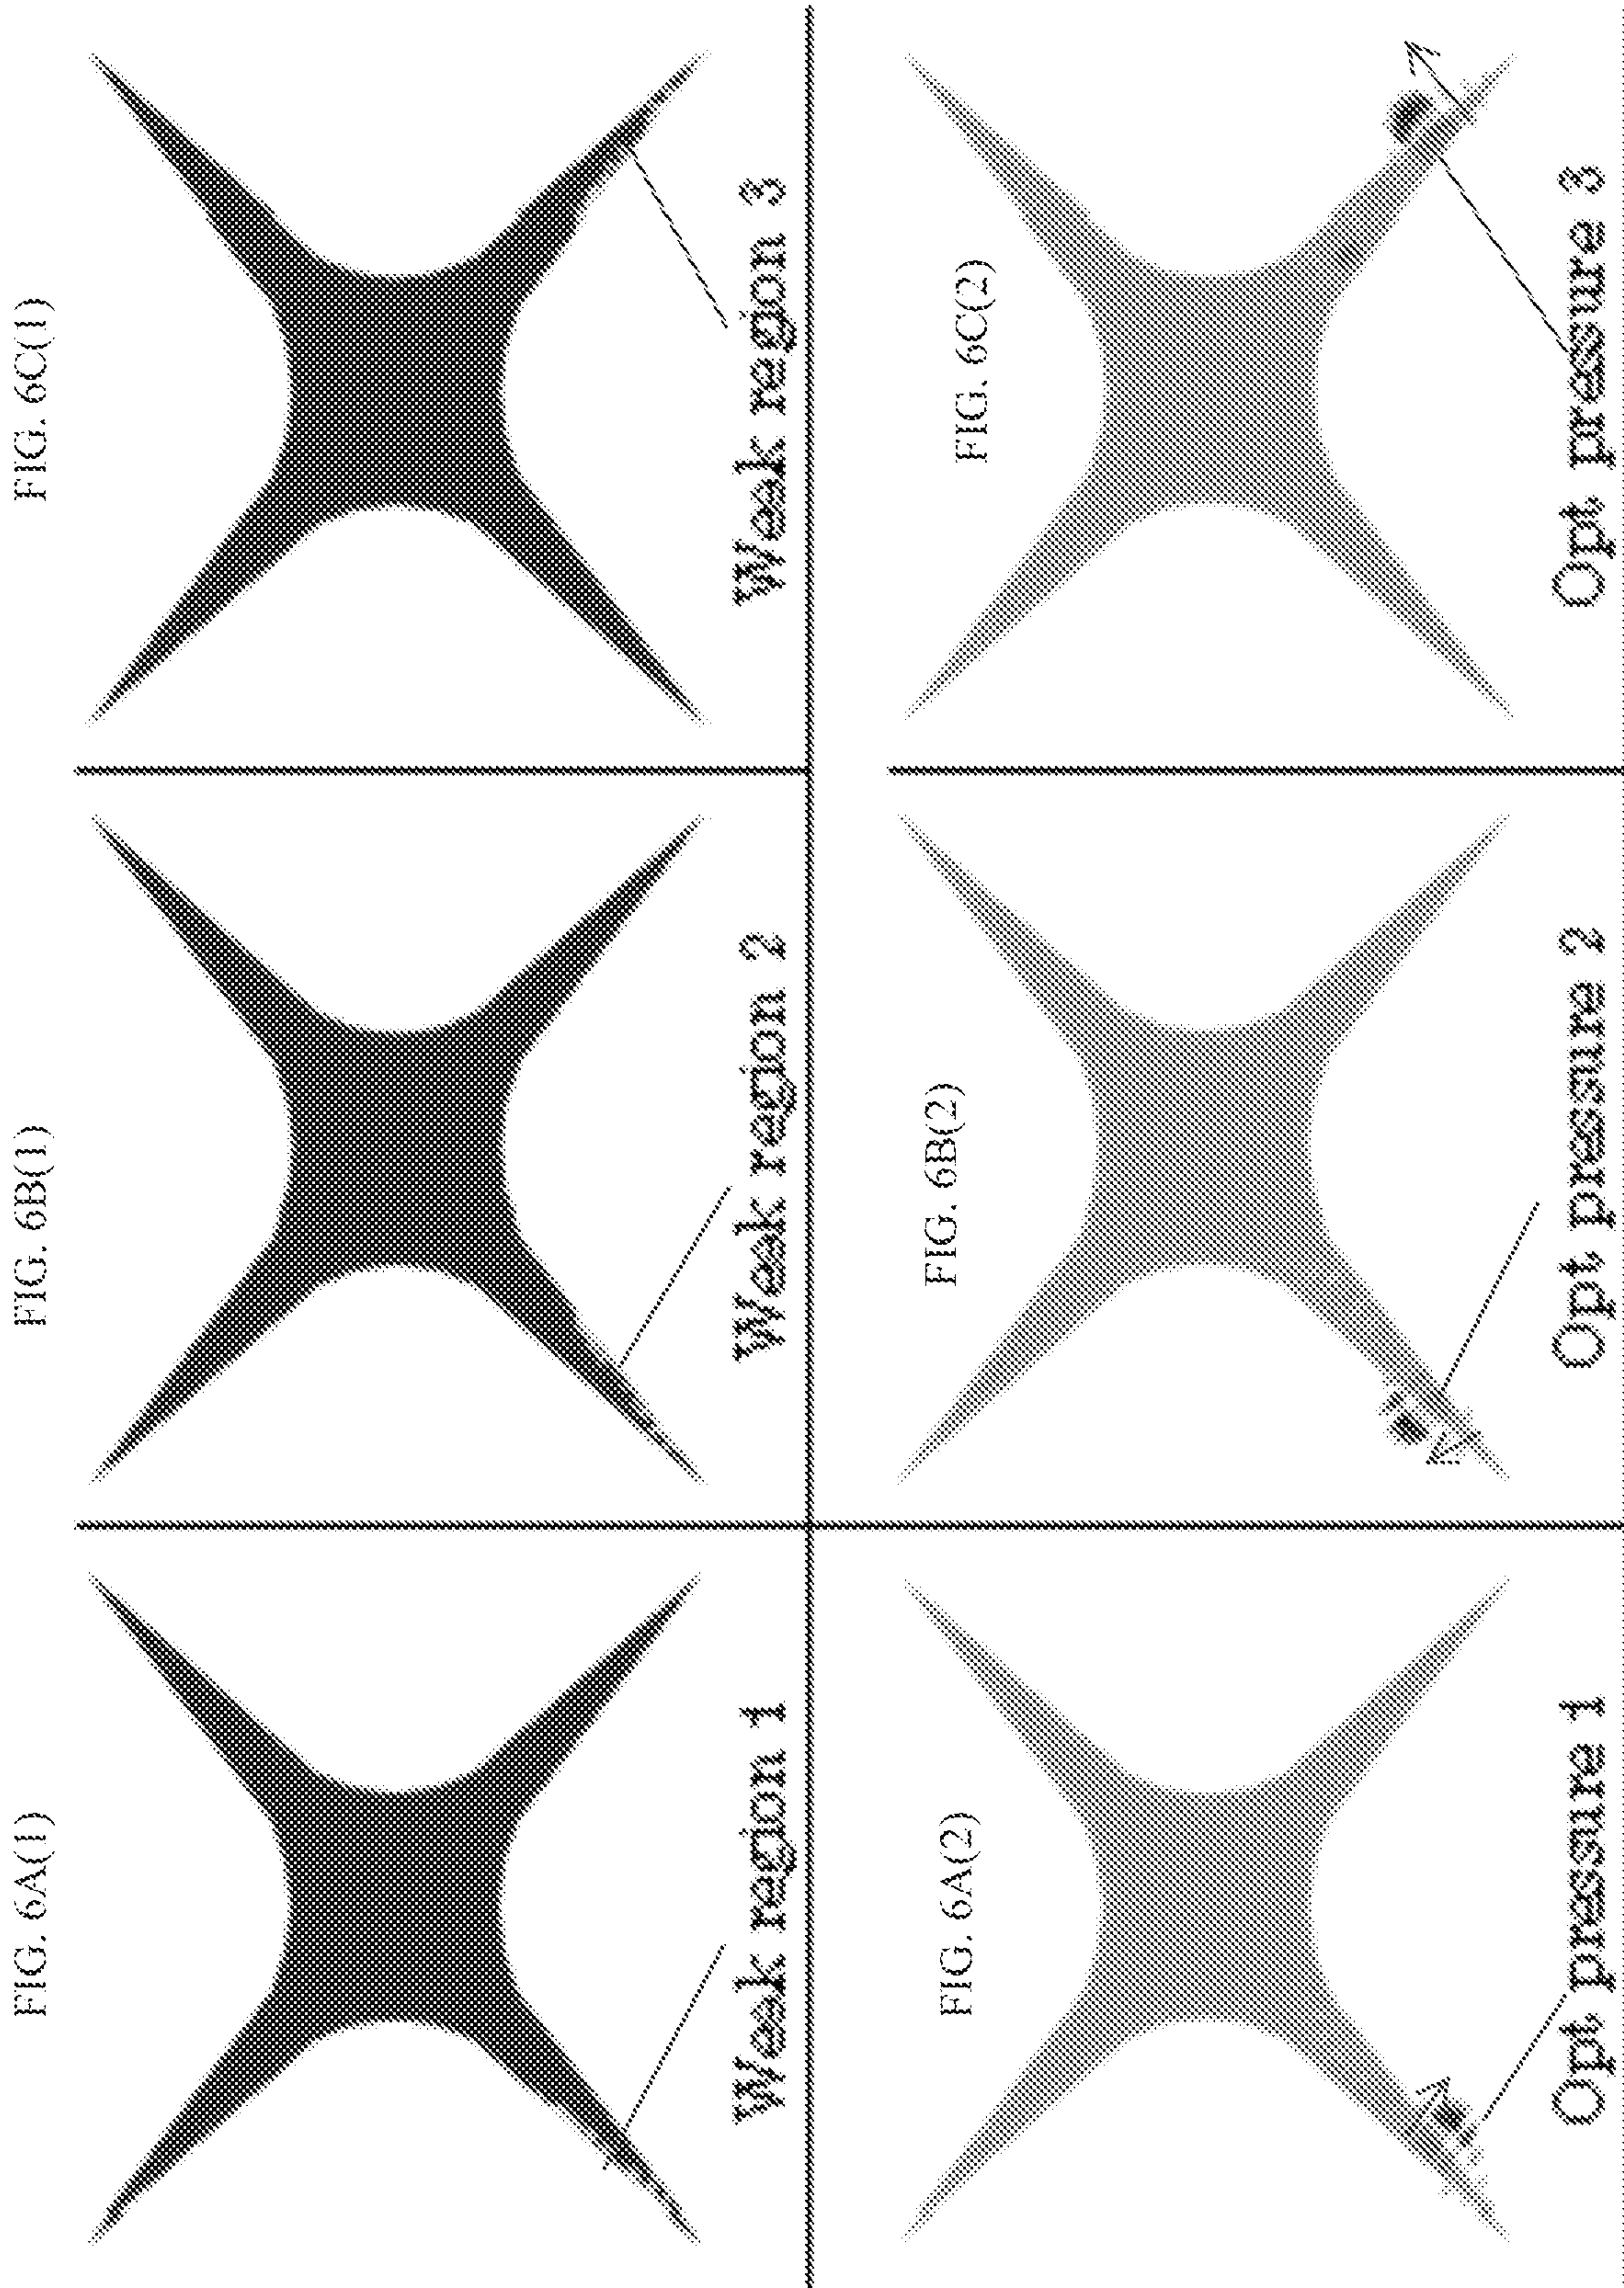 FIG. 6A(1)
FIG. 6B(1)
FIG. 6C(1)
Weak region 1
Weak region 2
Weak region 3
FIG. 6A(2)
FIG. 6B(2)
FIG. 6C(2)
Opt pressure 1
Opt pressure 2
Opt pressure 3